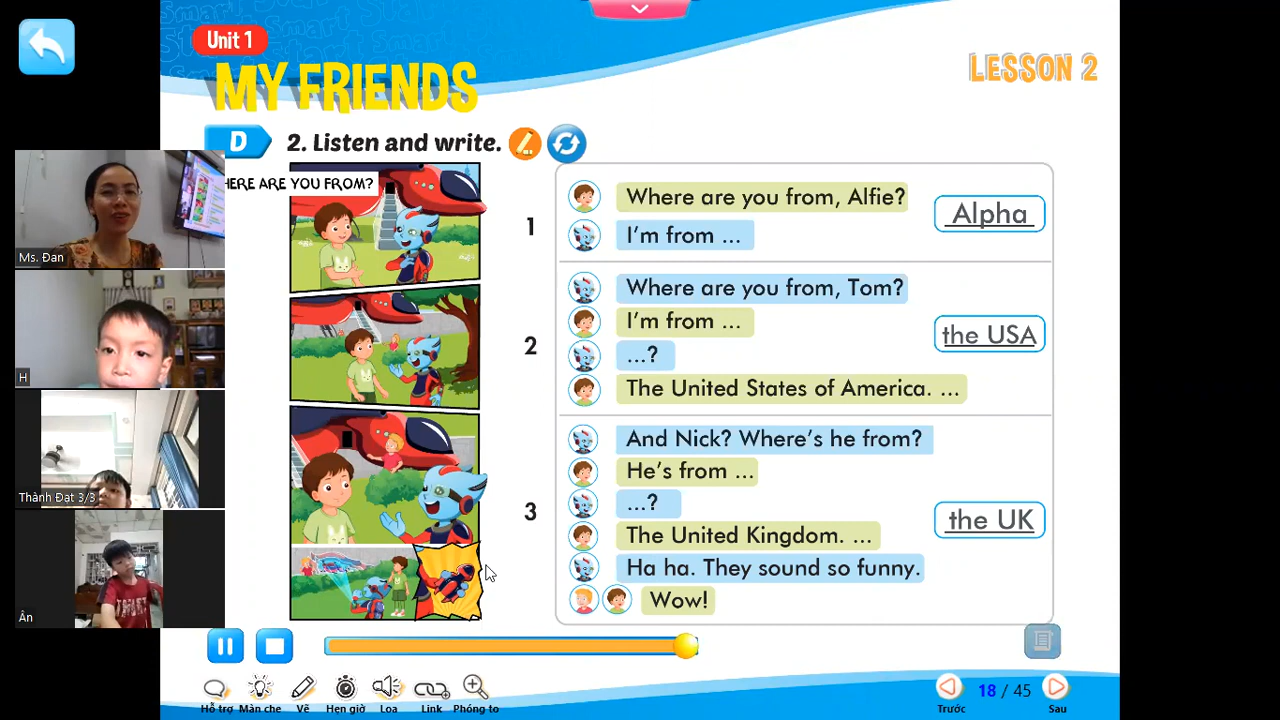 Unit 1
MY FRIENDS
LESSON 2
D 2. Listen and write.
HERE ARE YOU FROM?
1
Where are you from, Alfie?
I'm from ...
Alpha
2
Where are you from, Tom?
I'm from ...
...?
The United States of America. ...
the USA
3
And Nick? Where's he from?
He's from ...
...?
The United Kingdom. ...
Ha ha. They sound so funny.
Wow!
the UK
Ms. Đan
H
Thành Đạt 3/3
Ân
Hỗ trợ Màn che Vẽ Hẹn giờ Loa Link Phóng to
Trước 18 / 45 Sau